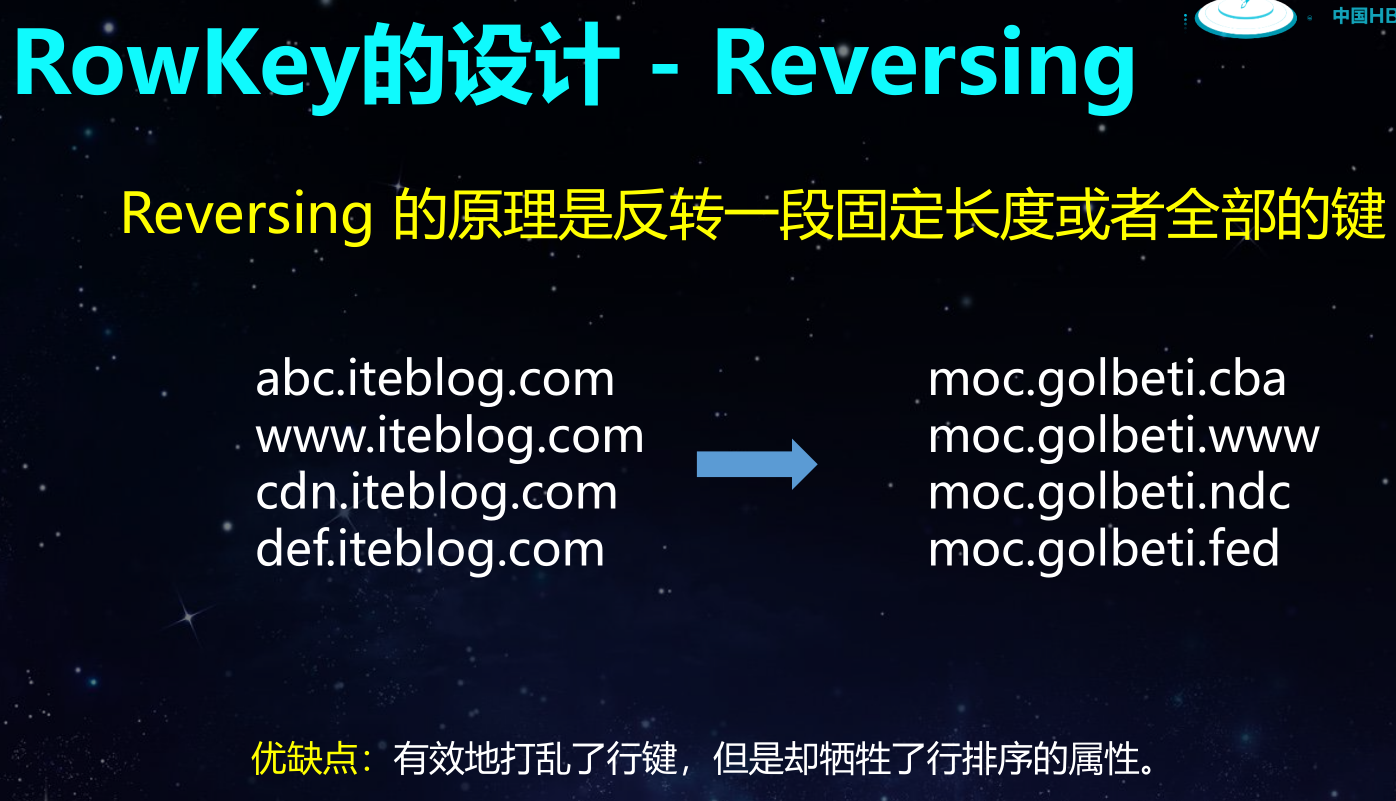 中国HB
RowKey的设计 - Reversing
Reversing 的原理是反转一段固定长度或者全部的键
abc.iteblog.com
www.iteblog.com
cdn.iteblog.com
def.iteblog.com
moc.golbeti.cba
moc.golbeti.www
moc.golbeti.ndc
moc.golbeti.fed
优缺点：有效地打乱了行键，但是却牺牲了行排序的属性。